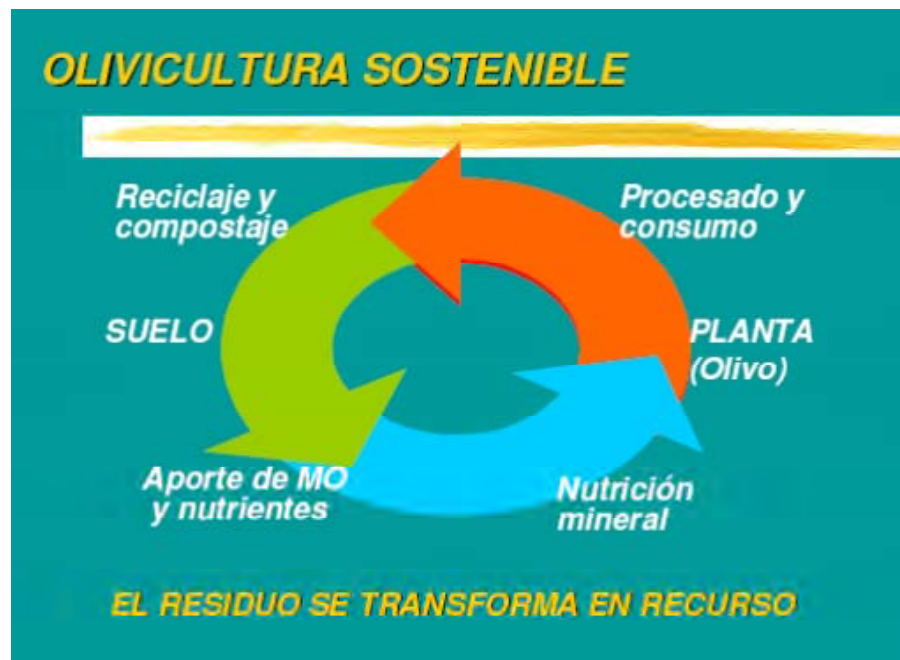 OLIVICULTURA SOSTENIBLE
Reciclaje y
compostaje
Procesado y
consumo
SUELO
PLANTA
(Olivo)
Aporte de MO
y nutrientes
Nutrición
mineral
EL RESIDUO SE TRANSFORMA EN RECURSO